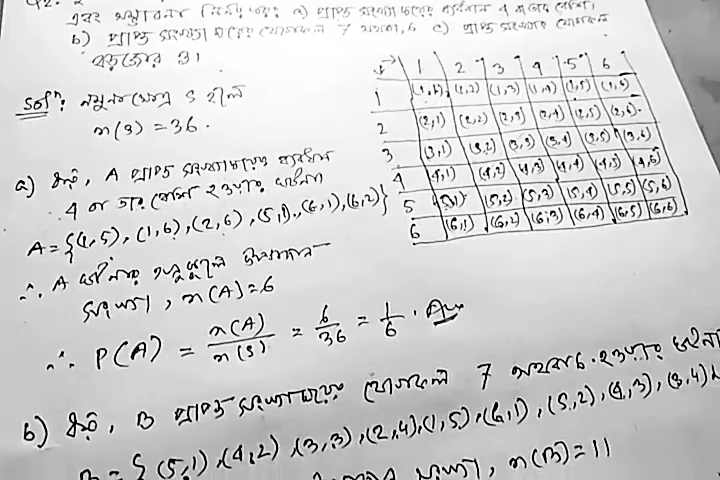 এবং সম্ভাবনা নির্ণয় কর: a) প্রাপ্ত সংখ্যাদ্বয়ের ব্যবধান 4 বা তার বেশি।
b) প্রাপ্ত সংখ্যা দ্বয়ের যোগফল 7 অথবা, 6 c) প্রাপ্ত সংখ্যার যোগফল
বড়জোর 3।
Solⁿ: নমুনাক্ষেত্র S হলে
n(S) = 36.
1 2 3 4 5 6
1 (1,1) (1,2) (1,3) (1,4) (1,5) (1,6)
2 (2,1) (2,2) (2,3) (2,4) (2,5) (2,6)
3 (3,1) (3,2) (3,3) (3,4) (3,5) (3,6)
4 (4,1) (4,2) (4,3) (4,4) (4,5) (4,6)
5 (5,1) (5,2) (5,3) (5,4) (5,5) (5,6)
6 (6,1) (6,2) (6,3) (6,4) (6,5) (6,6)
a) ধরি, A প্রাপ্ত সংখ্যাদ্বয়ের ব্যবধান
4 বা তার বেশি হওয়ার ঘটনা
A = {(1,5), (1,6), (2,6), (5,1), (6,1), (6,2)}
∴ A ঘটনার অনুকূলে উপাদান
সংখ্যা, n(A) = 6
∴ P(A) = n(A)/n(S) = 6/36 = 1/6 . Ans
b) ধরি, B প্রাপ্ত সংখ্যাদ্বয়ের যোগফল 7 অথবা 6 হওয়ার ঘটনা
B = {(5,1), (4,2), (3,3), (2,4), (1,5), (6,1), (5,2), (4,3), (3,4)
সংখ্যা, n(B) = 11